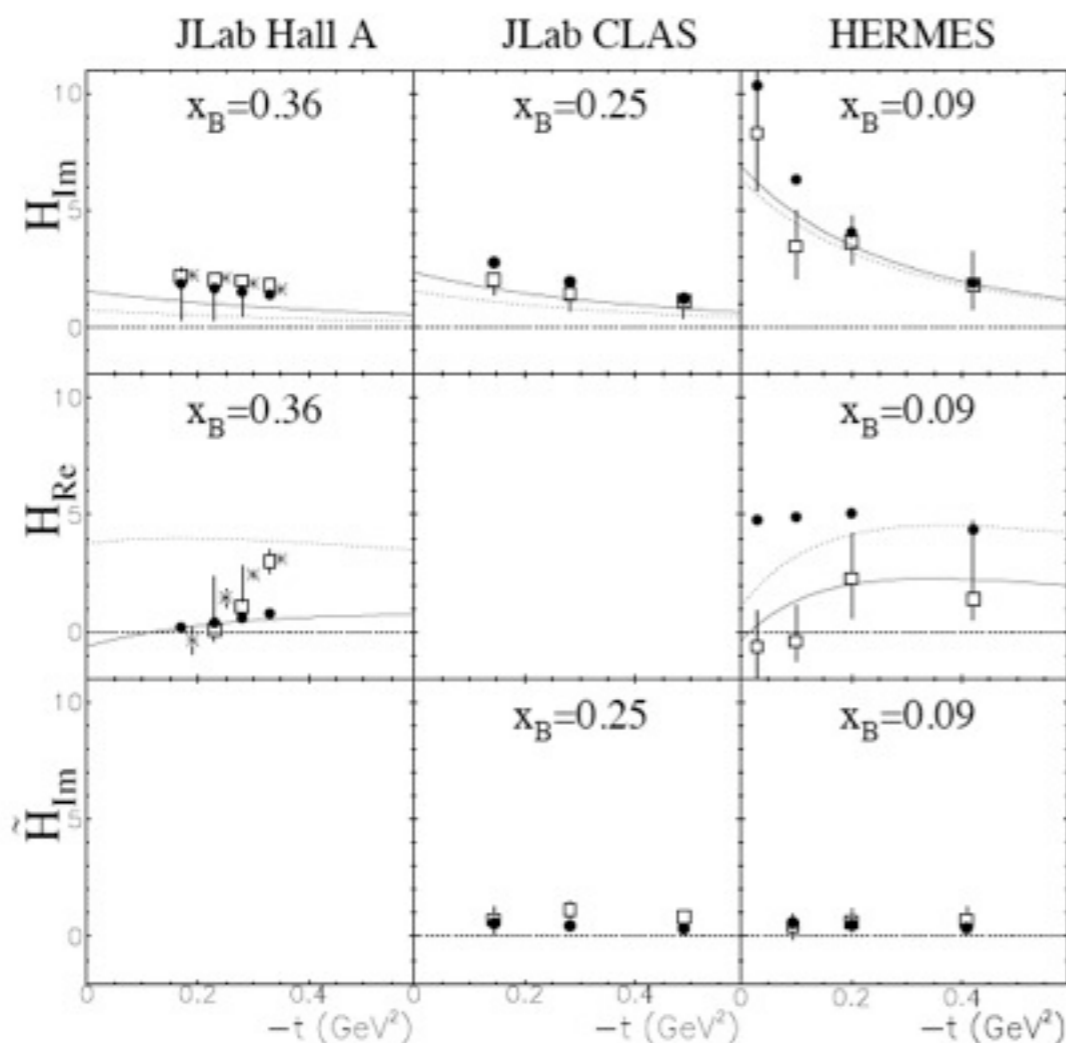 JLab Hall A JLab CLAS HERMES
10 x_B=0.36 x_B=0.25 x_B=0.09
H_Im
5
0
10 x_B=0.36 x_B=0.09
H_Re
5
0
10 x_B=0.25 x_B=0.09
H̃_Im
5
0
0 0.2 0.4 0 0.2 0.4 0 0.2 0.4
−t (GeV²) −t (GeV²) −t (GeV²)